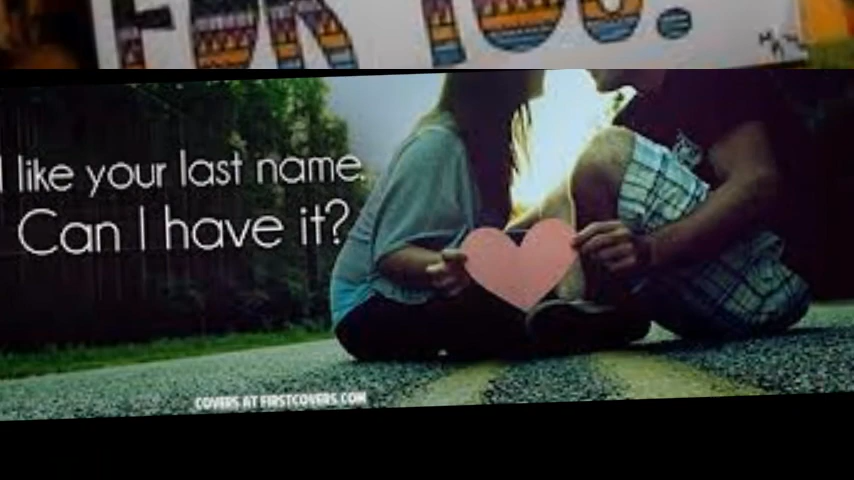 FOR YOU.
I like your last name.
Can I have it?
COVERS AT FIRSTCOVERS.COM